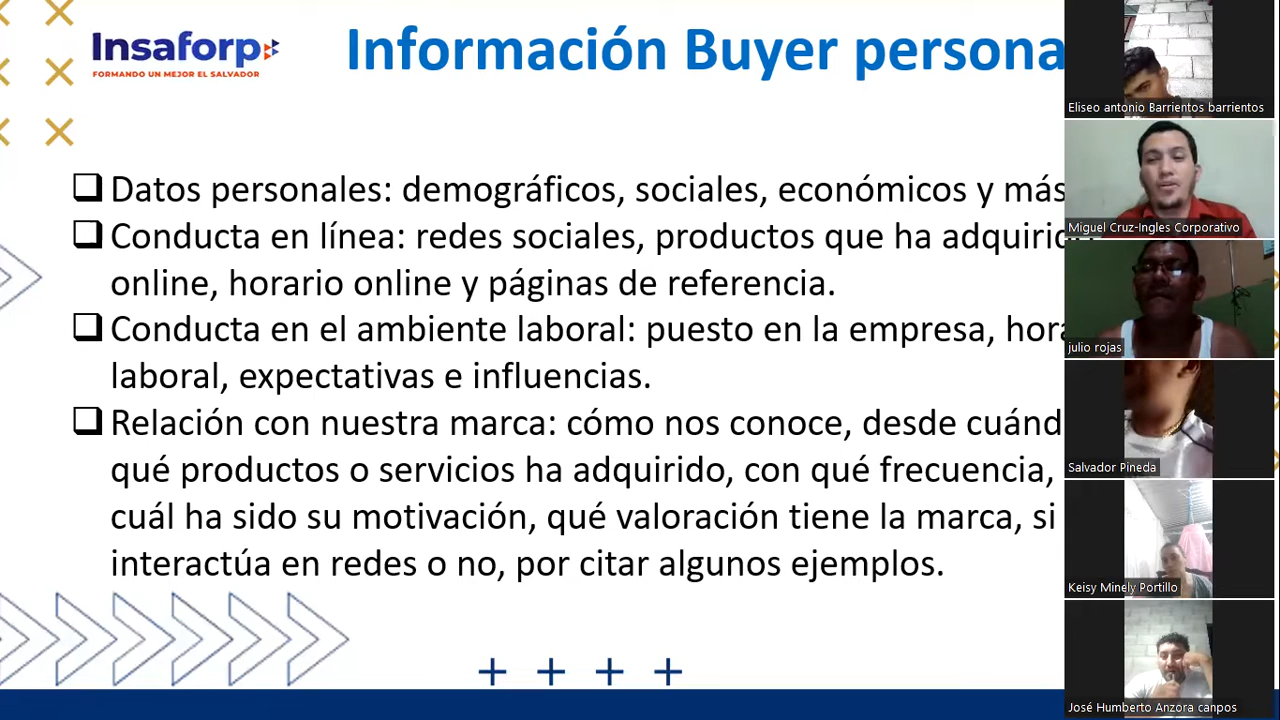 Insaforp
FORMANDO UN MEJOR EL SALVADOR
Información Buyer persona
Datos personales: demográficos, sociales, económicos y más
Conducta en línea: redes sociales, productos que ha adquirido
online, horario online y páginas de referencia.
Conducta en el ambiente laboral: puesto en la empresa, hora
laboral, expectativas e influencias.
Relación con nuestra marca: cómo nos conoce, desde cuánd
qué productos o servicios ha adquirido, con qué frecuencia,
cuál ha sido su motivación, qué valoración tiene la marca, si
interactúa en redes o no, por citar algunos ejemplos.
Eliseo antonio Barrientos barrientos
Miguel Cruz-Ingles Corporativo
julio rojas
Salvador Pineda
Keisy Minely Portillo
José Humberto Anzora canpos